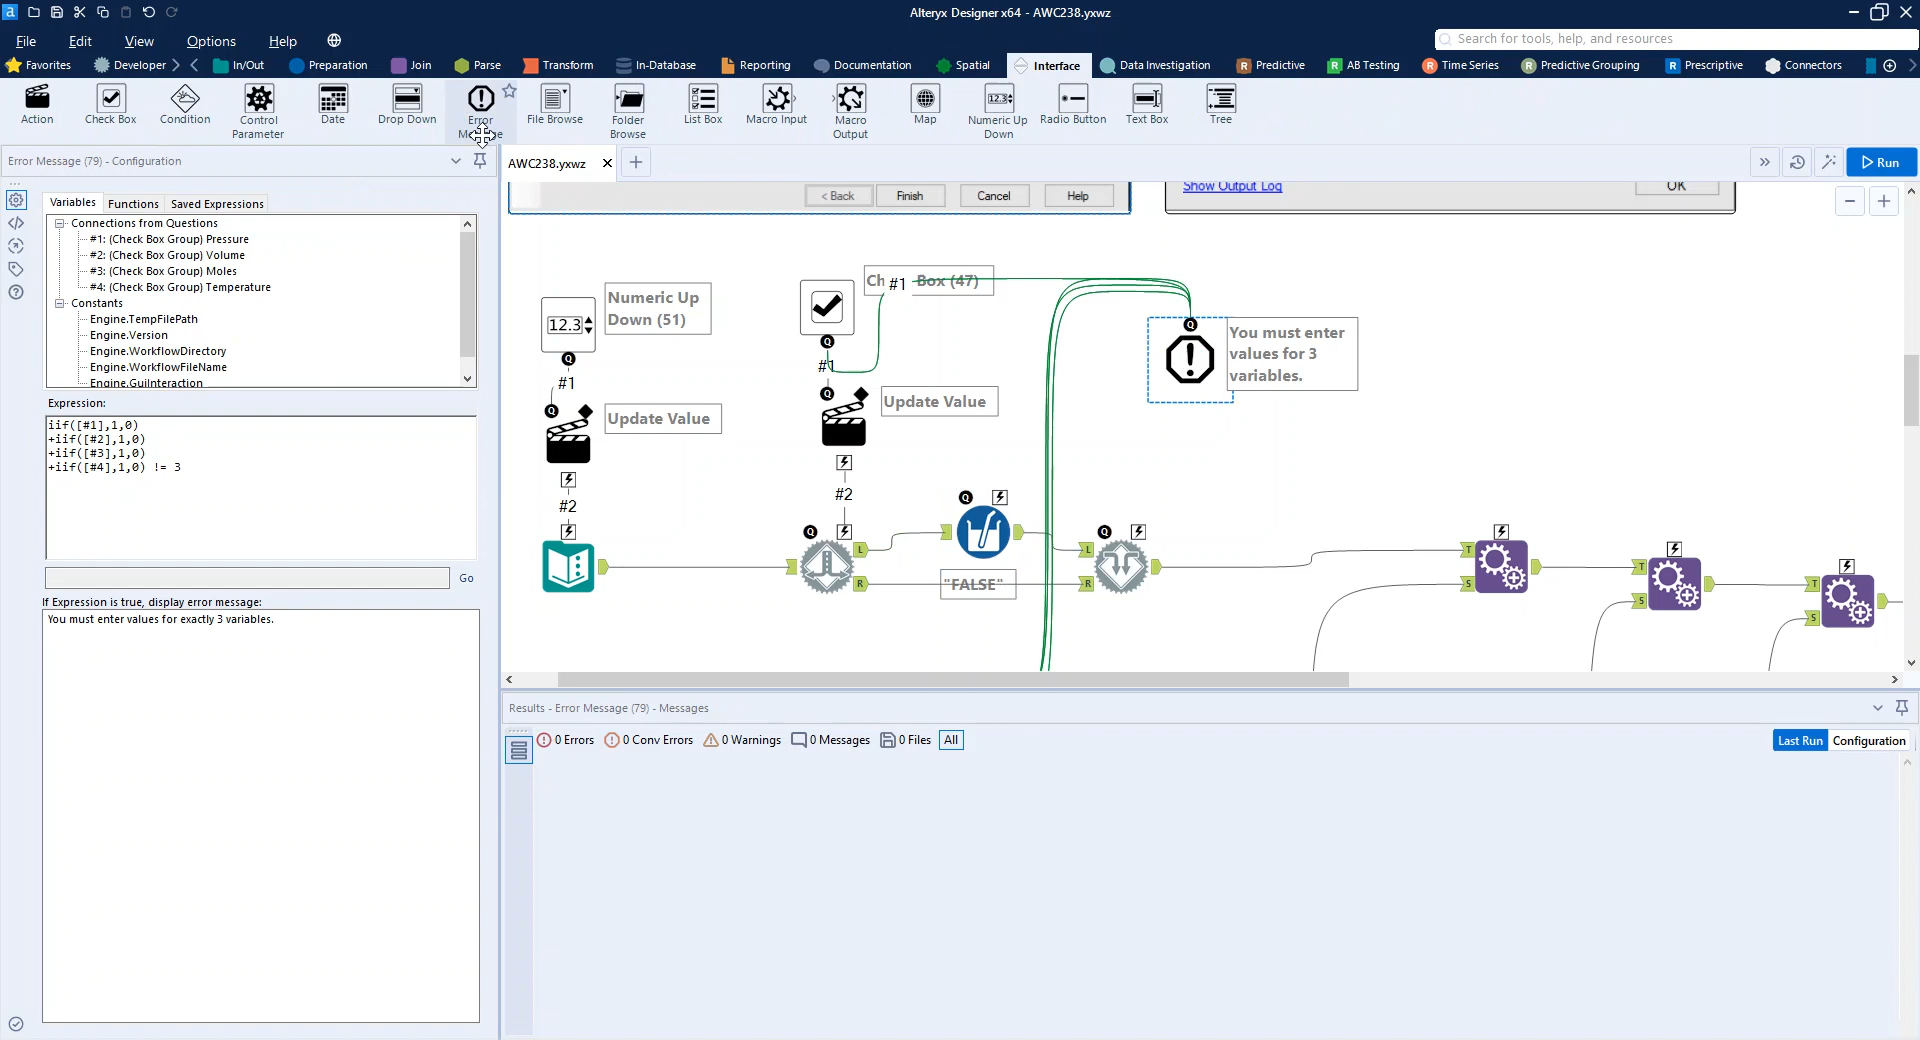 Alteryx Designer x64 - AWC238.yxwz
File Edit View Options Help
Search for tools, help, and resources
Favorites Developer In/Out Preparation Join Parse Transform In-Database Reporting Documentation Spatial Interface Data Investigation Predictive AB Testing Time Series Predictive Grouping Prescriptive Connectors
Action Check Box Condition Control Parameter Date Drop Down Error File Browse Folder Browse List Box Macro Input Macro Output Map Numeric Up Down Radio Button Text Box Tree
Error Message (79) - Configuration
AWC238.yxwz
Run
Variables Functions Saved Expressions
Connections from Questions
#1: (Check Box Group) Pressure
#2: (Check Box Group) Volume
#3: (Check Box Group) Moles
#4: (Check Box Group) Temperature
Constants
Engine.TempFilePath
Engine.Version
Engine.WorkflowDirectory
Engine.WorkflowFileName
Engine.GuiInteraction
Expression:
iif([#1],1,0)
+iif([#2],1,0)
+iif([#3],1,0)
+iif([#4],1,0) != 3
Go
If Expression is true, display error message:
You must enter values for exactly 3 variables.
< Back Finish Cancel Help
Show Output Log
OK
Numeric Up
Down (51)
12.3
Q
#1
Q
Update Value
#2
Ch
#1
Box (47)
Q
#1
Q
Update Value
#2
Q
You must enter
values for 3
variables.
Q
L
R
Q
"FALSE"
Q
L
R
T
S
T
S
T
S
Results - Error Message (79) - Messages
0 Errors 0 Conv Errors 0 Warnings 0 Messages 0 Files All
Last Run Configuration